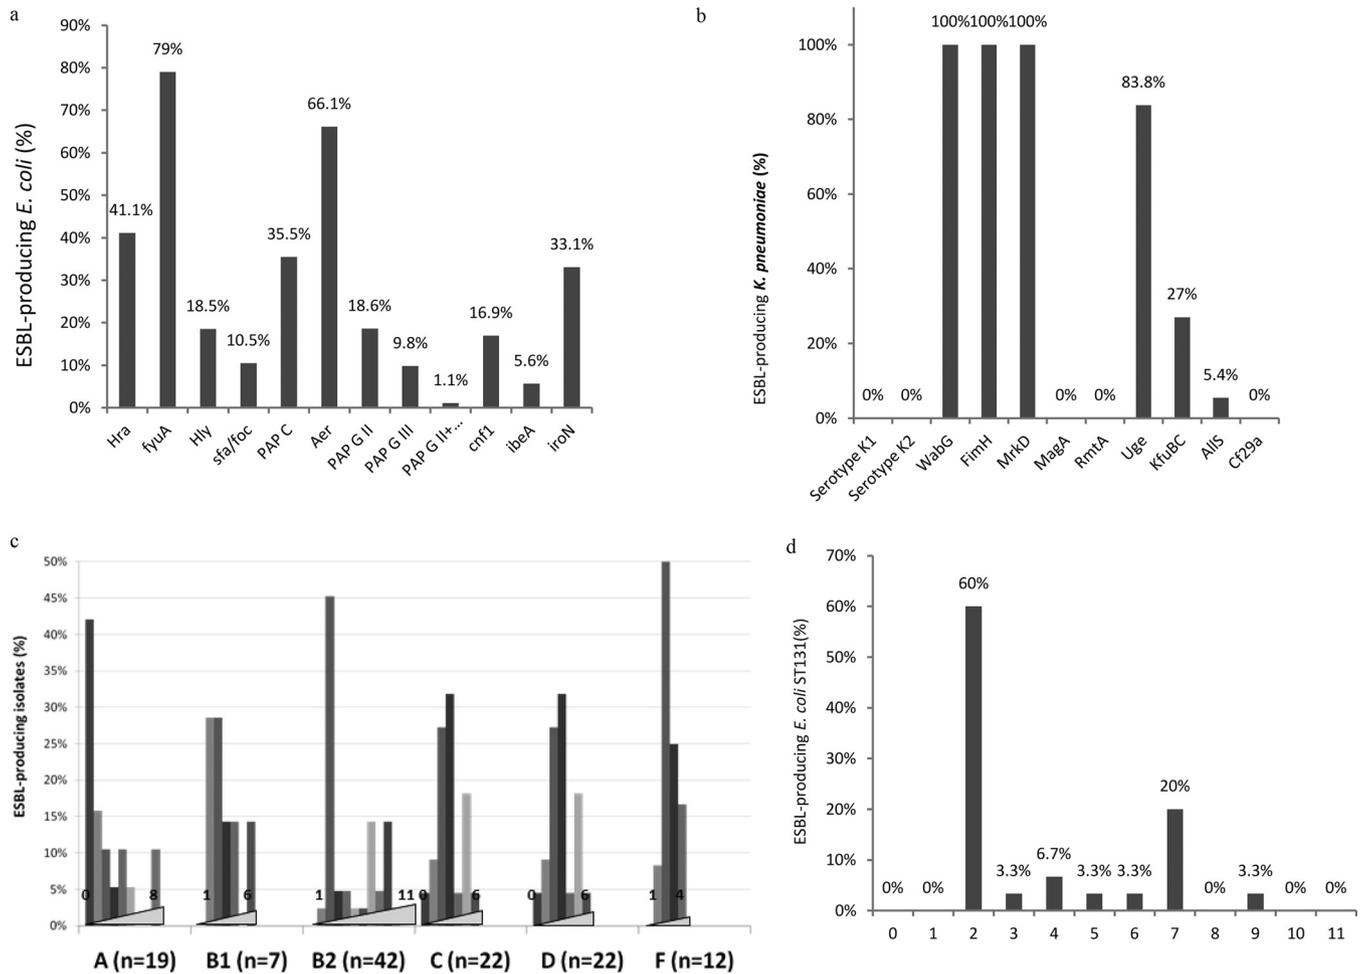 a
ESBL-producing E. coli (%)
90%
80%
70%
60%
50%
40%
30%
20%
10%
0%
41.1%
79%
18.5%
10.5%
35.5%
66.1%
18.6%
9.8%
1.1%
16.9%
5.6%
33.1%
Hra
fyuA
Hly
sfa/foc
PAP C
Aer
PAP G II
PAP G III
PAP G II+...
cnf1
ibeA
iroN
b
ESBL-producing K. pneumoniae (%)
100%
80%
60%
40%
20%
0%
0%
0%
100%
100%
100%
0%
0%
83.8%
27%
5.4%
0%
Serotype K1
Serotype K2
WabG
FimH
MrkD
MagA
RmtA
Uge
KfuBC
AllS
Cf29a
c
ESBL-producing isolates (%)
50%
45%
40%
35%
30%
25%
20%
15%
10%
5%
0%
0 8
1 6
1 11
0 6
0 6
1 4
A (n=19)
B1 (n=7)
B2 (n=42)
C (n=22)
D (n=22)
F (n=12)
d
ESBL-producing E. coli ST131(%)
70%
60%
50%
40%
30%
20%
10%
0%
0%
0%
60%
3.3%
6.7%
3.3%
3.3%
20%
0%
3.3%
0%
0%
0 1 2 3 4 5 6 7 8 9 10 11